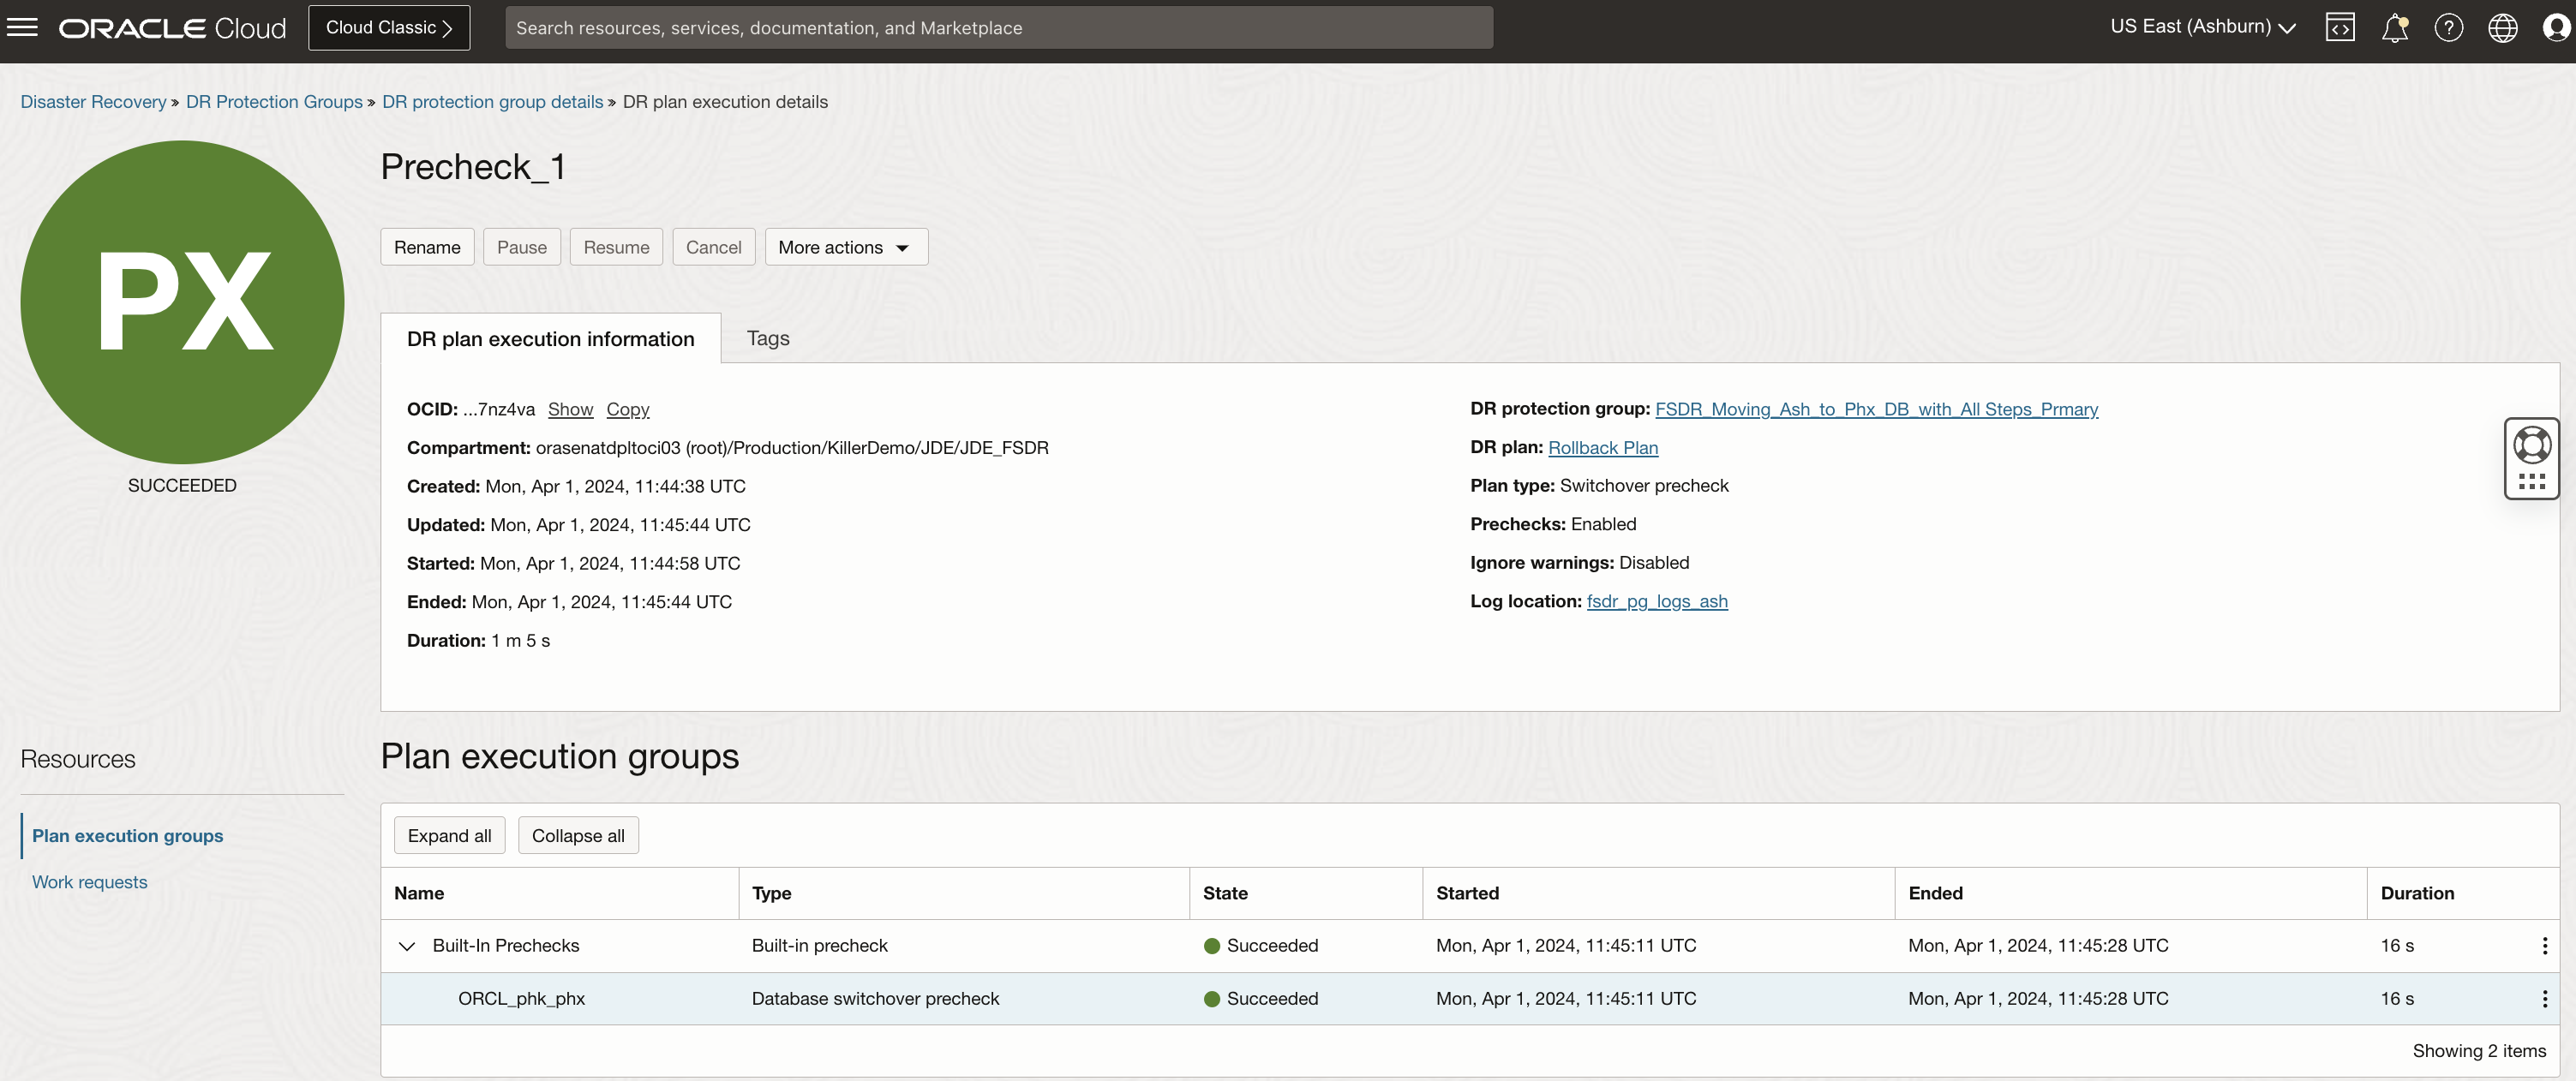 ORACLE Cloud
Cloud Classic
Search resources, services, documentation, and Marketplace
US East (Ashburn)
Disaster Recovery » DR Protection Groups » DR protection group details » DR plan execution details
PX
SUCCEEDED
Precheck_1
Rename Pause Resume Cancel More actions
DR plan execution information Tags
OCID: ...7nz4va Show Copy
Compartment: orasenatdpltoci03 (root)/Production/KillerDemo/JDE/JDE_FSDR
Created: Mon, Apr 1, 2024, 11:44:38 UTC
Updated: Mon, Apr 1, 2024, 11:45:44 UTC
Started: Mon, Apr 1, 2024, 11:44:58 UTC
Ended: Mon, Apr 1, 2024, 11:45:44 UTC
Duration: 1 m 5 s
DR protection group: FSDR_Moving_Ash_to_Phx_DB_with_All Steps_Prmary
DR plan: Rollback Plan
Plan type: Switchover precheck
Prechecks: Enabled
Ignore warnings: Disabled
Log location: fsdr_pg_logs_ash
Resources
Plan execution groups
Work requests
Plan execution groups
Expand all Collapse all
Name Type State Started Ended Duration
Built-In Prechecks Built-in precheck Succeeded Mon, Apr 1, 2024, 11:45:11 UTC Mon, Apr 1, 2024, 11:45:28 UTC 16 s
ORCL_phk_phx Database switchover precheck Succeeded Mon, Apr 1, 2024, 11:45:11 UTC Mon, Apr 1, 2024, 11:45:28 UTC 16 s
Showing 2 items